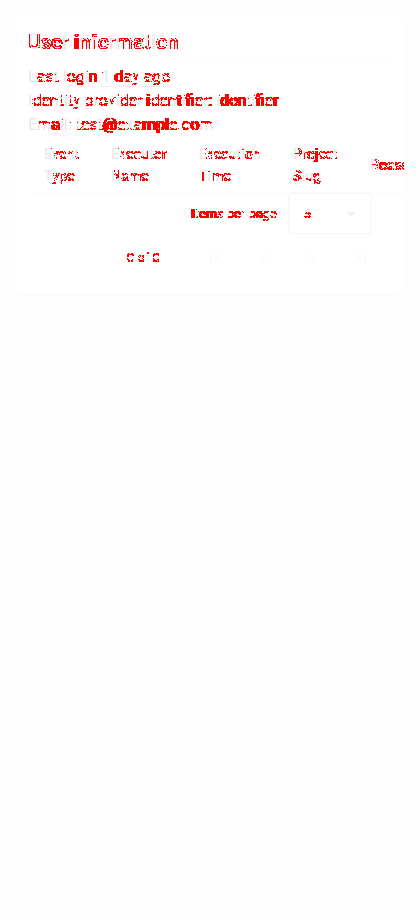 User information
Last login 1 day ago
Identity provider identifier: identifier
Email: test@example.com
Event Type
Executor Name
Execution Time
Project Slug
Reaso
Items per page
5
0 of 0